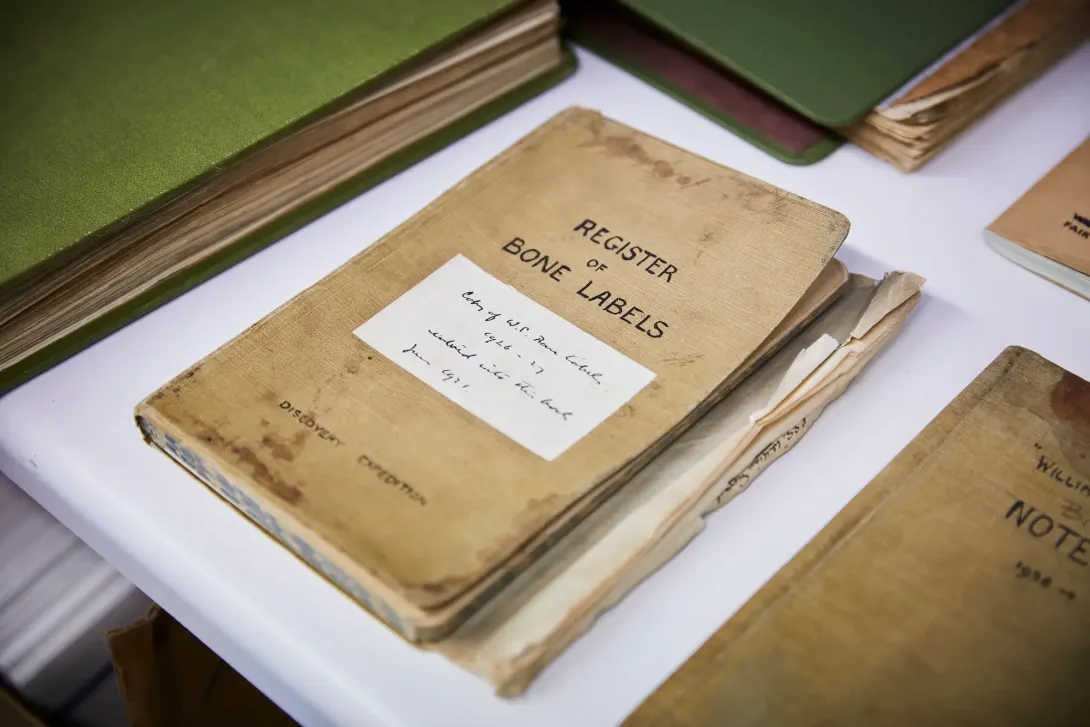 REGISTER
OF
BONE LABELS
Copy of W.S. Bone Labels
1926-27
entered into this book
June 1931
DISCOVERY EXPEDITION
FAIR
NOTE